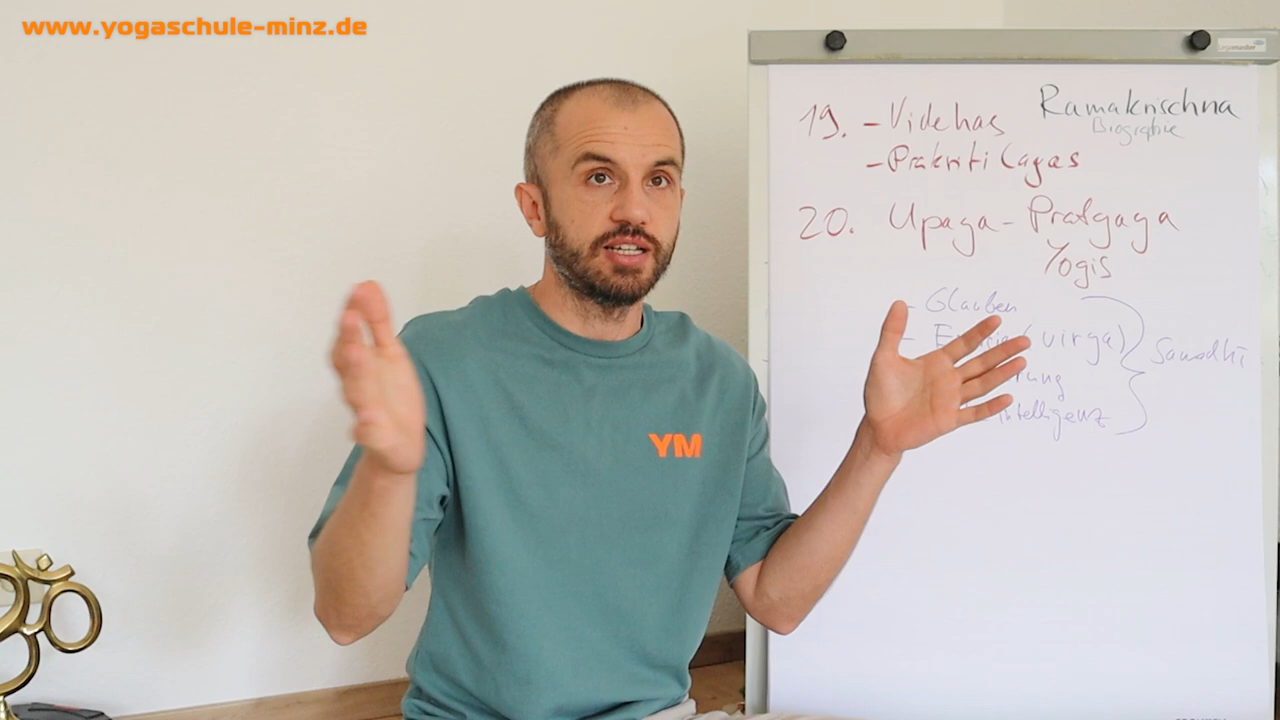 www.yogaschule-minz.de
Legamaster
Ramakrischna
Biographie
19. - Videhas
- Prakriti Layas
20. Upaya - Pratyaya
Yogis
- Glauben
- (virya)
Samadhi
Intelligenz
YM